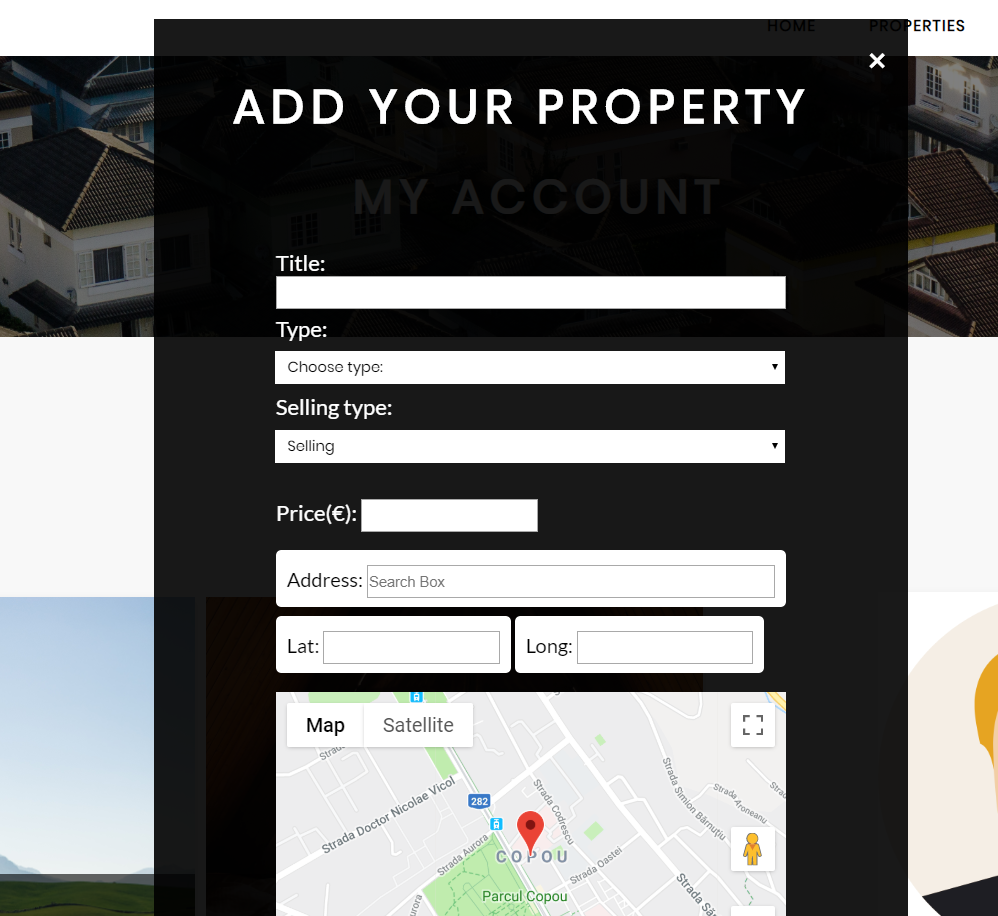 HOME PROPERTIES
×
ADD YOUR PROPERTY
MY ACCOUNT
Title:
Type:
Choose type:
Selling type:
Selling
Price(€):
Address: Search Box
Lat: Long:
Map Satellite
Strada Doctor Nicolae Vicol
282
Strada Codrescu
Strada Simion Bărnuțiu
Strada Aroneanu
Strada Aurora
COPOU
Strada Oastei
Parcul Copou